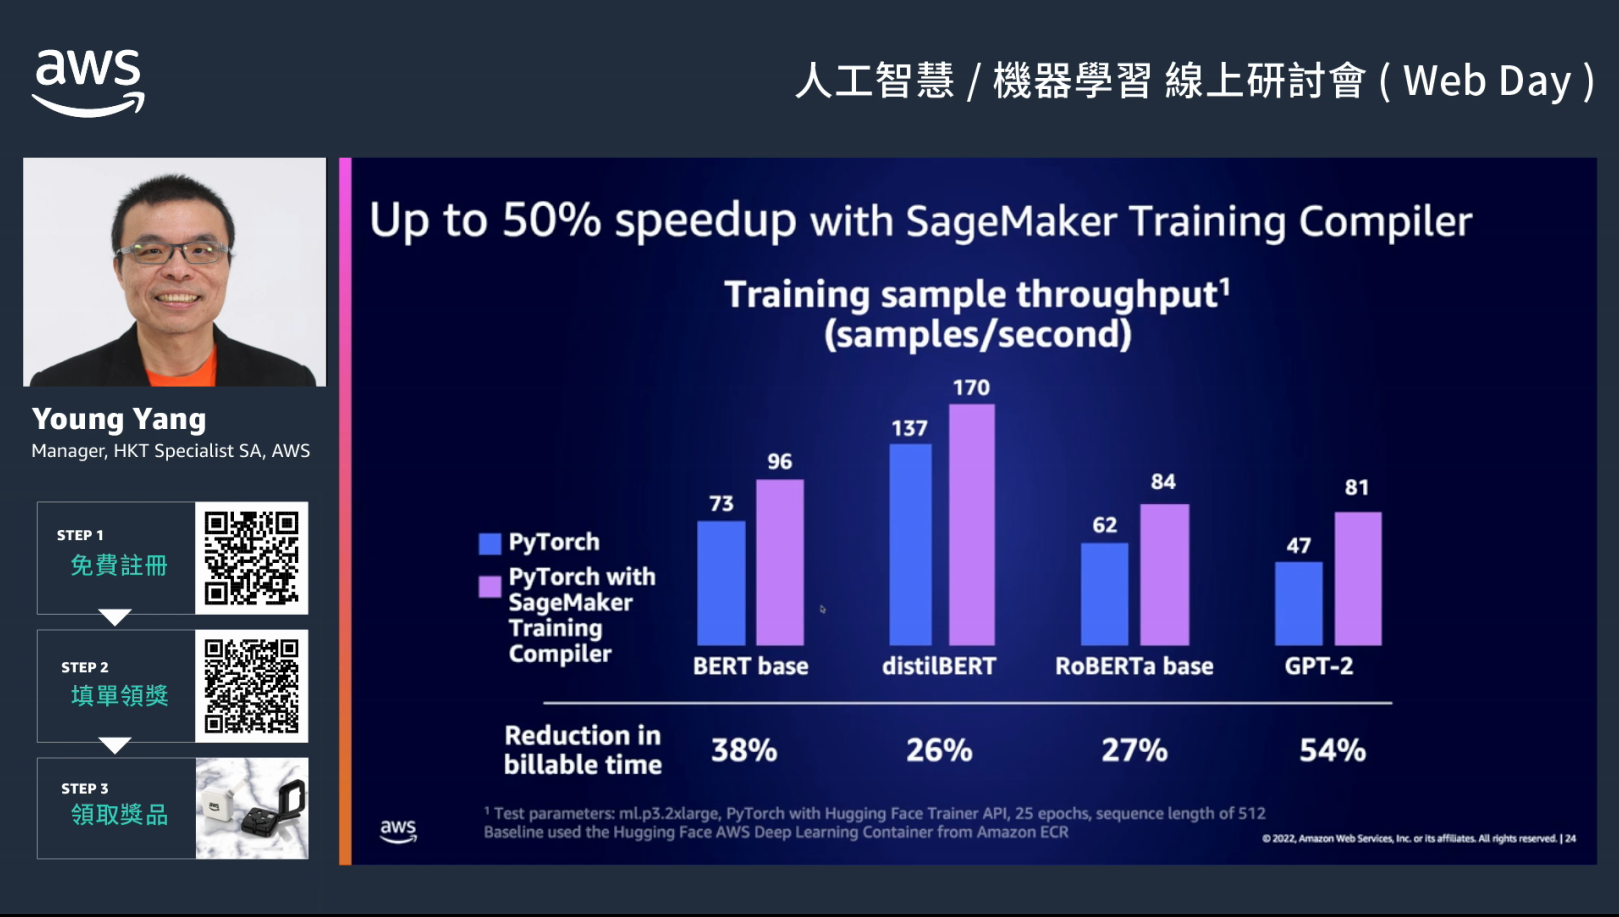 aws
人工智慧 / 機器學習 線上研討會 ( Web Day )
Young Yang
Manager, HKT Specialist SA, AWS
STEP 1
免費註冊
STEP 2
填單領獎
STEP 3
領取獎品
aws
Up to 50% speedup with SageMaker Training Compiler
Training sample throughput¹
(samples/second)
PyTorch
PyTorch with
SageMaker
Training
Compiler
73
96
137
170
62
84
47
81
BERT base
distilBERT
RoBERTa base
GPT-2
Reduction in
billable time
38%
26%
27%
54%
¹ Test parameters: ml.p3.2xlarge, PyTorch with Hugging Face Trainer API, 25 epochs, sequence length of 512
Baseline used the Hugging Face AWS Deep Learning Container from Amazon ECR
aws
© 2022, Amazon Web Services, Inc. or its affiliates. All rights reserved. | 24